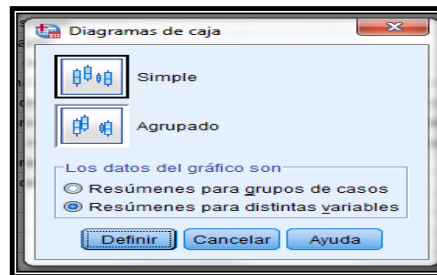 Diagramas de caja
Simple
Agrupado
Los datos del gráfico son
Resúmenes para grupos de casos
Resúmenes para distintas variables
Definir Cancelar Ayuda